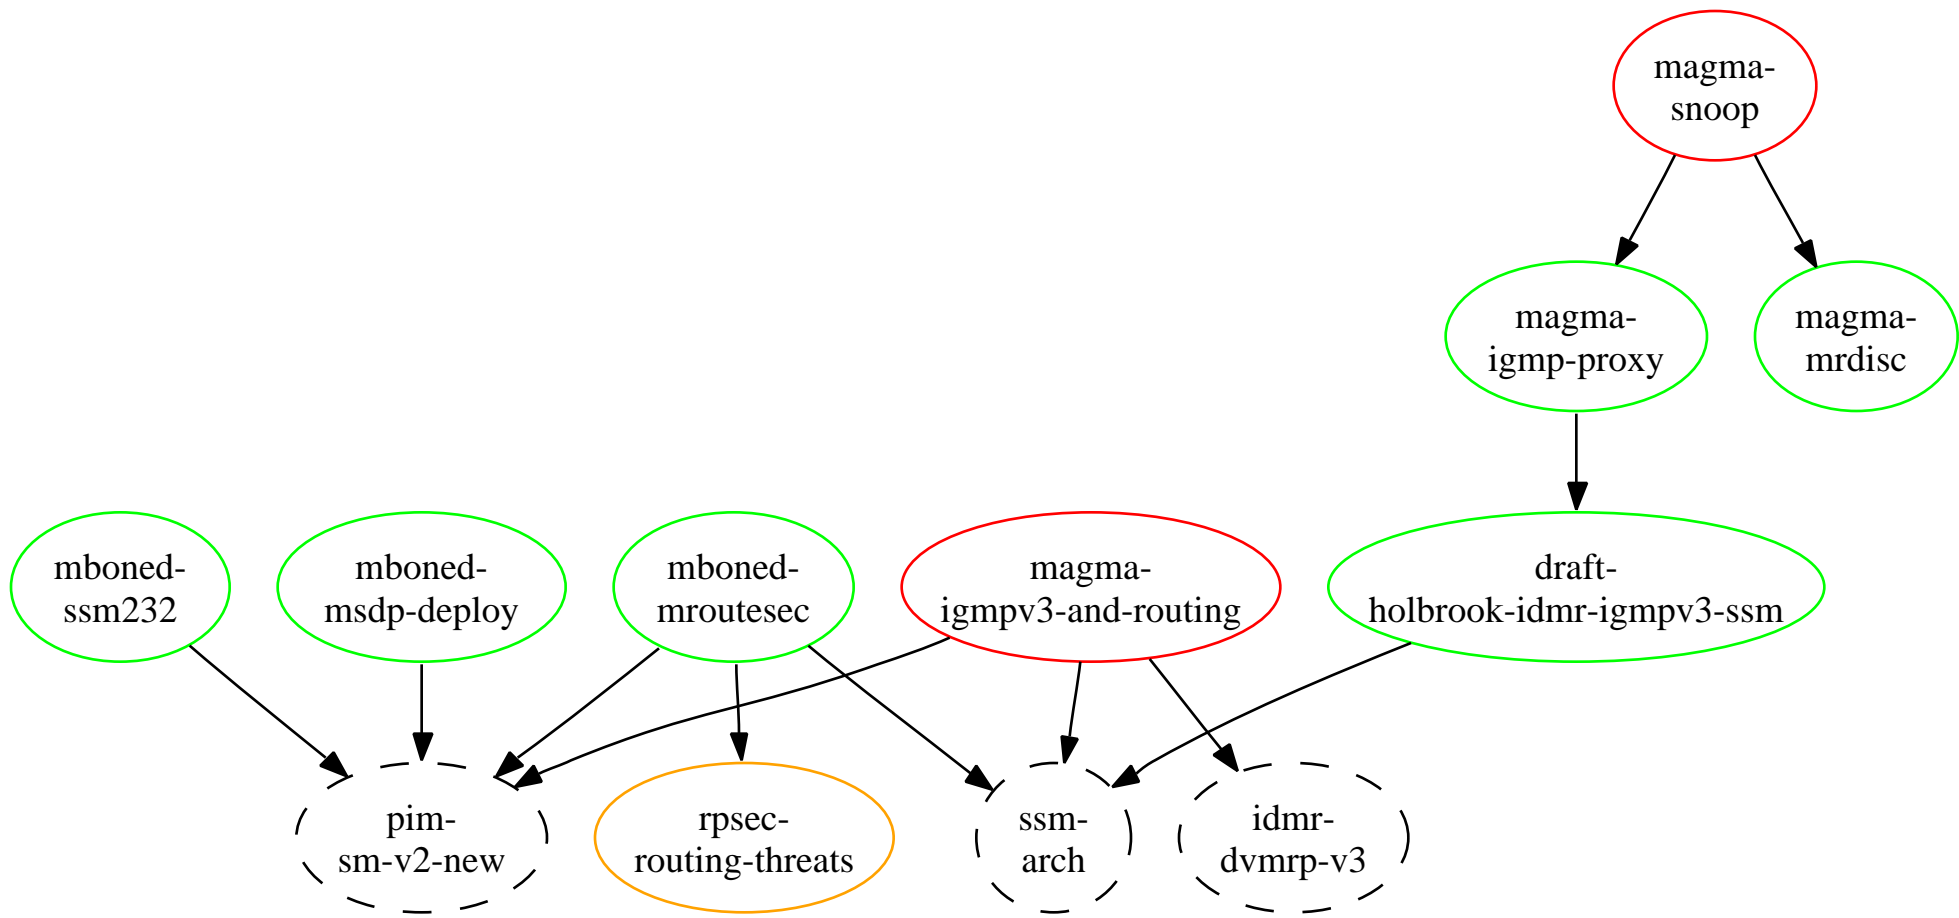 magma-
snoop
magma-
igmp-proxy
magma-
mrdisc
mboned-
ssm232
mboned-
msdp-deploy
mboned-
mroutesec
magma-
igmpv3-and-routing
draft-
holbrook-idmr-igmpv3-ssm
pim-
sm-v2-new
rpsec-
routing-threats
ssm-
arch
idmr-
dvmrp-v3